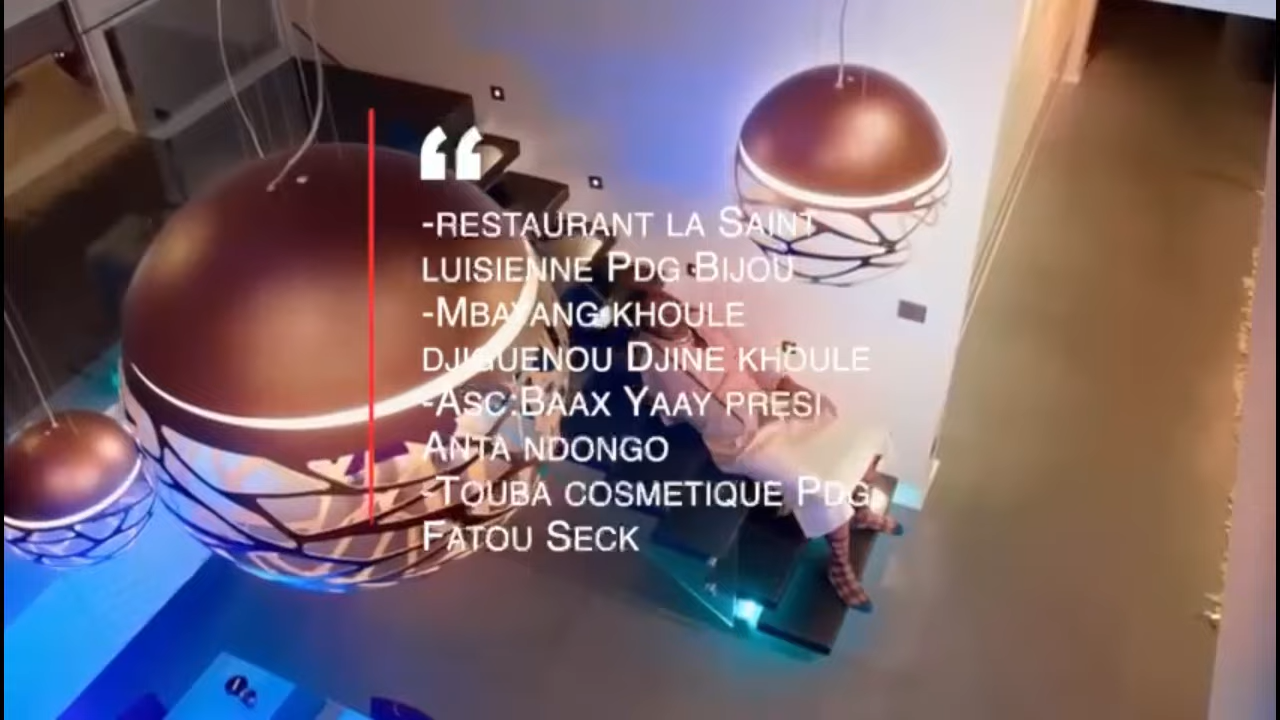 “
-RESTAURANT LA SAINT
LUISIENNE PDG BIJOU
-MBAYANG KHOULE
DJIGUENOU DJINE KHOULE
-ASC.BAAX YAAY PRESI
ANTA NDONGO
-TOUBA COSMETIQUE PDG
FATOU SECK